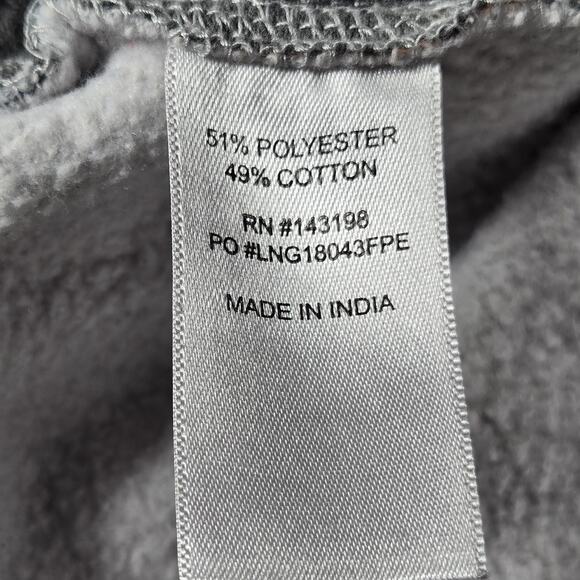 51% POLYESTER
49% COTTON
RN #143198
PO #LNG18043FPE
MADE IN INDIA